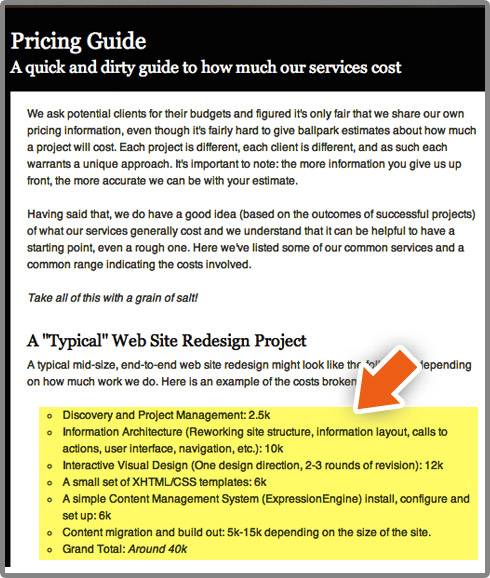 Pricing Guide
A quick and dirty guide to how much our services cost
We ask potential clients for their budgets and figured it's only fair that we share our own
pricing information, even though it's fairly hard to give ballpark estimates about how much
a project will cost. Each project is different, each client is different, and as such each
warrants a unique approach. It's important to note: the more information you give us up
front, the more accurate we can be with your estimate.
Having said that, we do have a good idea (based on the outcomes of successful projects)
of what our services generally cost and we understand that it can be helpful to have a
starting point, even a rough one. Here we've listed some of our common services and a
common range indicating the costs involved.
Take all of this with a grain of salt!
A "Typical" Web Site Redesign Project
A typical mid-size, end-to-end web site redesign might look like the depending
on how much work we do. Here is an example of the costs
Discovery and Project Management: 2.5k
Information Architecture (Reworking site structure, information layout, calls to
actions, user interface, navigation, etc.): 10k
Interactive Visual Design (One design direction, 2-3 rounds of revision): 12k
A small set of XHTML/CSS templates: 6k
A simple Content Management System (ExpressionEngine) install, configure and
set up: 6k
Content migration and build out: 5k-15k depending on the size of the site.
Grand Total: Around 40k